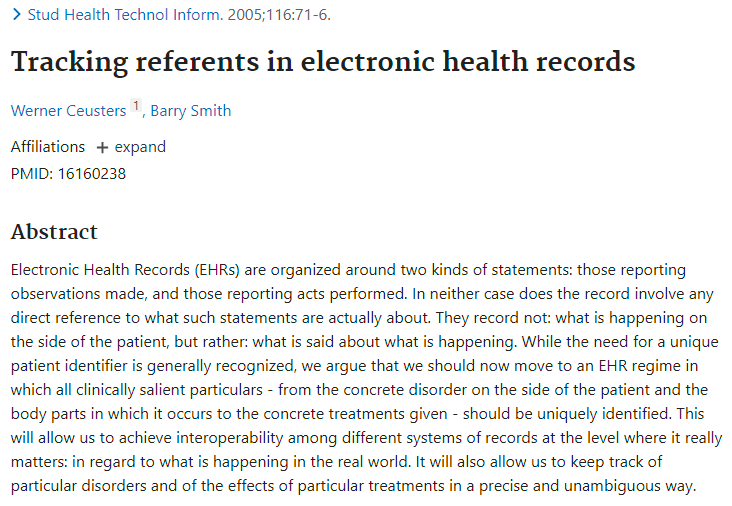 > Stud Health Technol Inform. 2005;116:71-6.
Tracking referents in electronic health records
Werner Ceusters 1, Barry Smith
Affiliations + expand
PMID: 16160238
Abstract
Electronic Health Records (EHRs) are organized around two kinds of statements: those reporting
observations made, and those reporting acts performed. In neither case does the record involve any
direct reference to what such statements are actually about. They record not: what is happening on
the side of the patient, but rather: what is said about what is happening. While the need for a unique
patient identifier is generally recognized, we argue that we should now move to an EHR regime in
which all clinically salient particulars - from the concrete disorder on the side of the patient and the
body parts in which it occurs to the concrete treatments given - should be uniquely identified. This
will allow us to achieve interoperability among different systems of records at the level where it really
matters: in regard to what is happening in the real world. It will also allow us to keep track of
particular disorders and of the effects of particular treatments in a precise and unambiguous way.